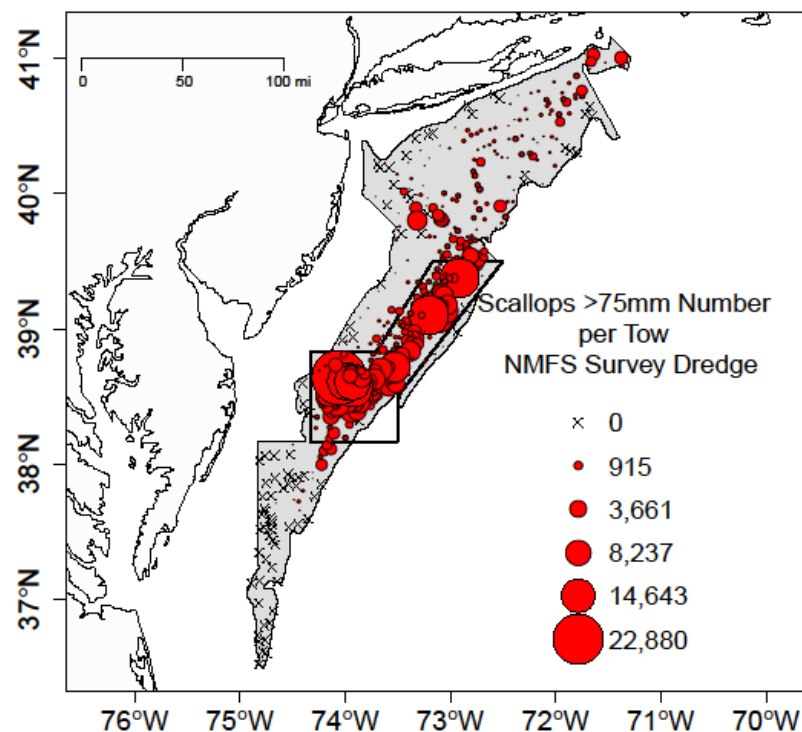 41°N
40°N
39°N
38°N
37°N
0 50 100 mi
Scallops >75mm Number
per Tow
NMFS Survey Dredge
0
915
3,661
8,237
14,643
22,880
76°W 75°W 74°W 73°W 72°W 71°W 70°W